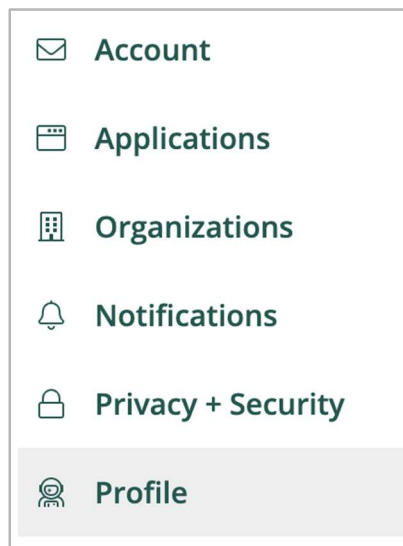 Account
Applications
Organizations
Notifications
Privacy + Security
Profile